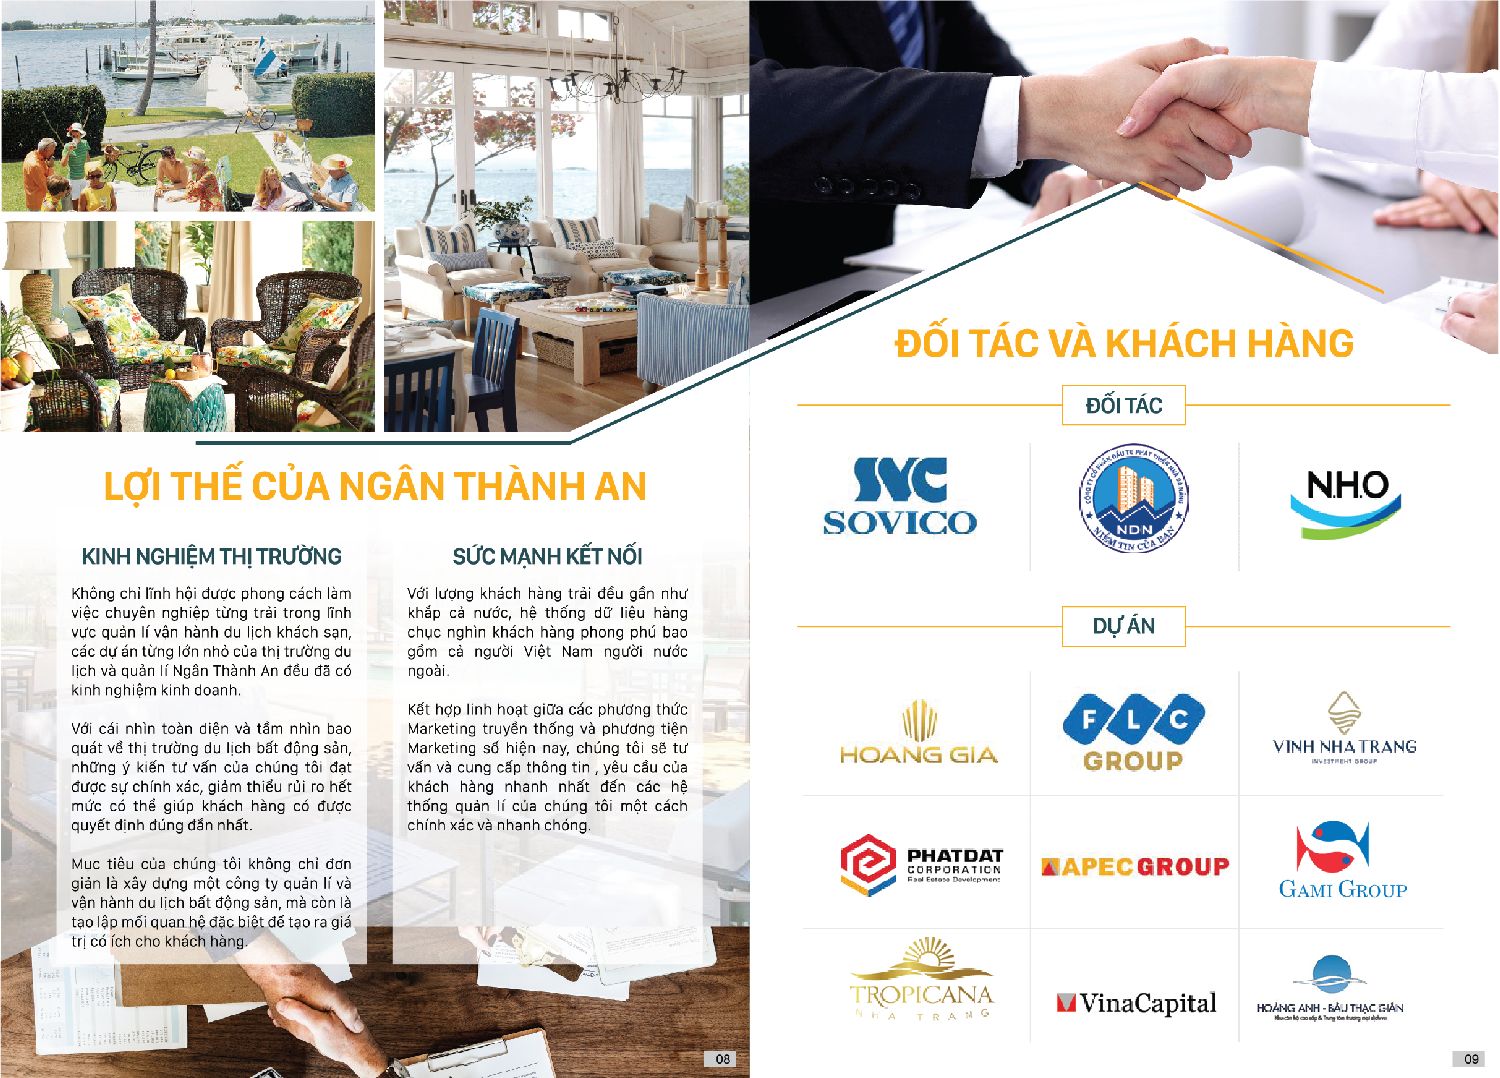 LỢI THẾ CỦA NGÂN THÀNH AN
KINH NGHIỆM THỊ TRƯỜNG
Không chỉ lĩnh hội được phong cách làm
việc chuyên nghiệp từng trải trong lĩnh
vực quản lí vận hành du lịch khách sạn,
các dự án từng lớn nhỏ của thị trường du
lịch và quản lí Ngân Thành An đều đã có
kinh nghiệm kinh doanh.
Với cái nhìn toàn diện và tầm nhìn bao
quát về thị trường du lịch bất động sản,
những ý kiến tư vấn của chúng tôi đạt
được sự chính xác, giảm thiểu rủi ro hết
mức có thể giúp khách hàng có được
quyết định đúng đắn nhất.
Mục tiêu của chúng tôi không chỉ đơn
giản là xây dựng một công ty quản lí và
vận hành du lịch bất động sản, mà còn là
tạo lập mối quan hệ đặc biệt để tạo ra giá
trị có ích cho khách hàng.
SỨC MẠNH KẾT NỐI
Với lượng khách hàng trải đều gần như
khắp cả nước, hệ thống dữ liệu hàng
chục nghìn khách hàng phong phú bao
gồm cả người Việt Nam người nước
ngoài.
Kết hợp linh hoạt giữa các phương thức
Marketing truyền thống và phương tiện
Marketing số hiện nay, chúng tôi sẽ tư
vấn và cung cấp thông tin , yêu cầu của
khách hàng nhanh nhất đến các hệ
thống quản lí của chúng tôi một cách
chính xác và nhanh chóng.
08
ĐỐI TÁC VÀ KHÁCH HÀNG
ĐỐI TÁC
SVC
SOVICO
CÔNG TY CỔ PHẦN ĐẦU TƯ PHÁT TRIỂN NHÀ ĐÀ NẴNG
NDN
NIỀM TIN CỦA BẠN
N.H.O
DỰ ÁN
HOANG GIA
FLC
GROUP
VINH NHA TRANG
INVESTMENT GROUP
PHATDAT
CORPORATION
Real Estate Development
APECGROUP
GAMI GROUP
TROPICANA
NHA TRANG
VinaCapital
HOÀNG ANH - BÀU THẠC GIÁN
09